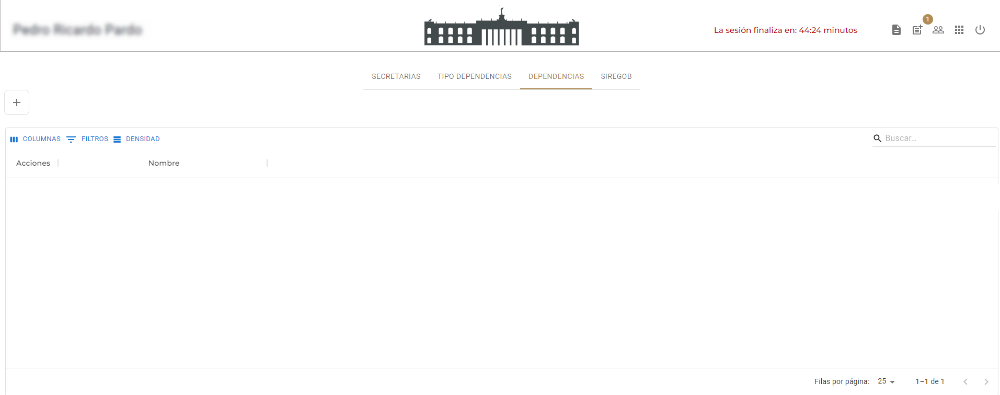 Pedro Ricardo Pardo
La sesión finaliza en: 44:24 minutos
1
SECRETARIAS TIPO DEPENDENCIAS DEPENDENCIAS SIREGOB
COLUMNAS FILTROS DENSIDAD Buscar...
Acciones Nombre
Filas por página: 25 1–1 de 1